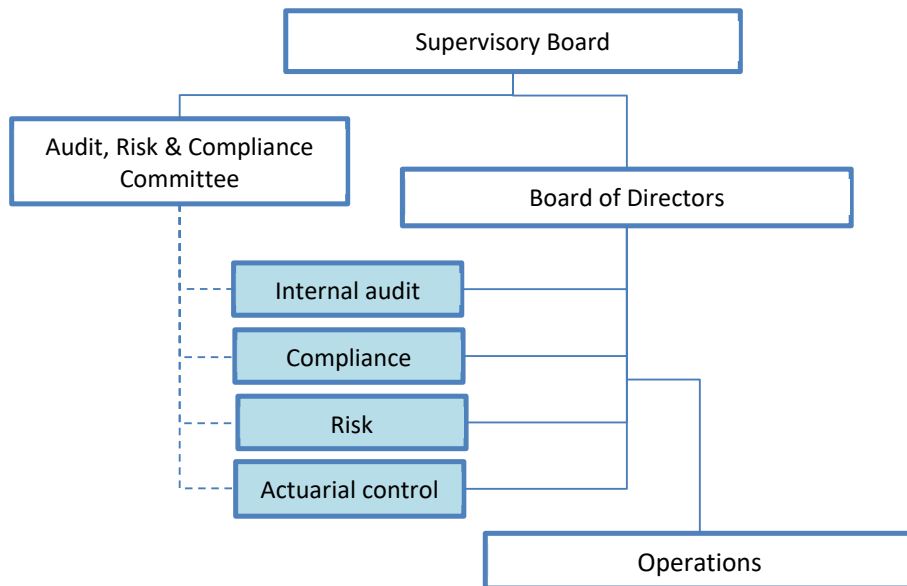 Supervisory Board
Audit, Risk & Compliance
Committee
Board of Directors
Internal audit
Compliance
Risk
Actuarial control
Operations